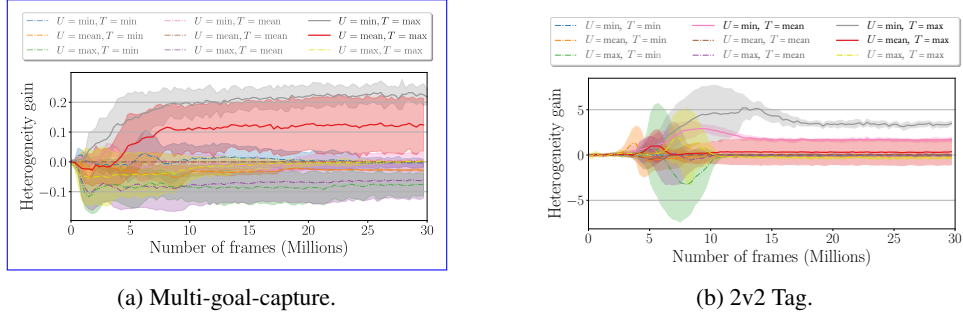 U = min, T = min
U = min, T = mean
U = min, T = max
U = mean, T = min
U = mean, T = mean
U = mean, T = max
U = max, T = min
U = max, T = mean
U = max, T = max
Heterogeneity gain
0.2
0.1
0.0
−0.1
0 5 10 15 20 25 30
Number of frames (Millions)
(a) Multi-goal-capture.
U = min, T = min
U = min, T = mean
U = min, T = max
U = mean, T = min
U = mean, T = mean
U = mean, T = max
U = max, T = min
U = max, T = mean
U = max, T = max
Heterogeneity gain
5
0
−5
0 5 10 15 20 25 30
Number of frames (Millions)
(b) 2v2 Tag.